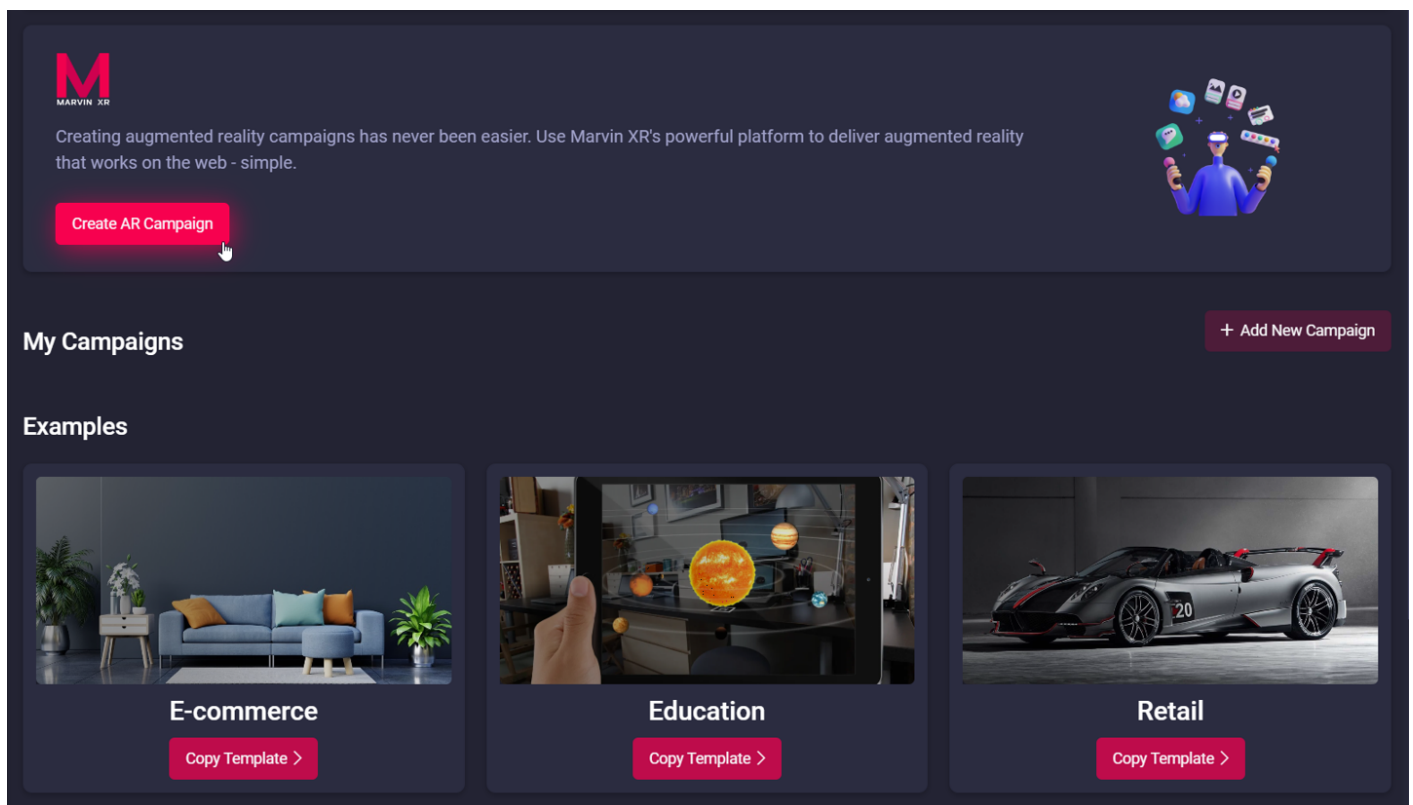 M
MARVIN XR
Creating augmented reality campaigns has never been easier. Use Marvin XR's powerful platform to deliver augmented reality
that works on the web - simple.
Create AR Campaign
My Campaigns
+ Add New Campaign
Examples
20
E-commerce
Education
Retail
Copy Template >
Copy Template >
Copy Template >